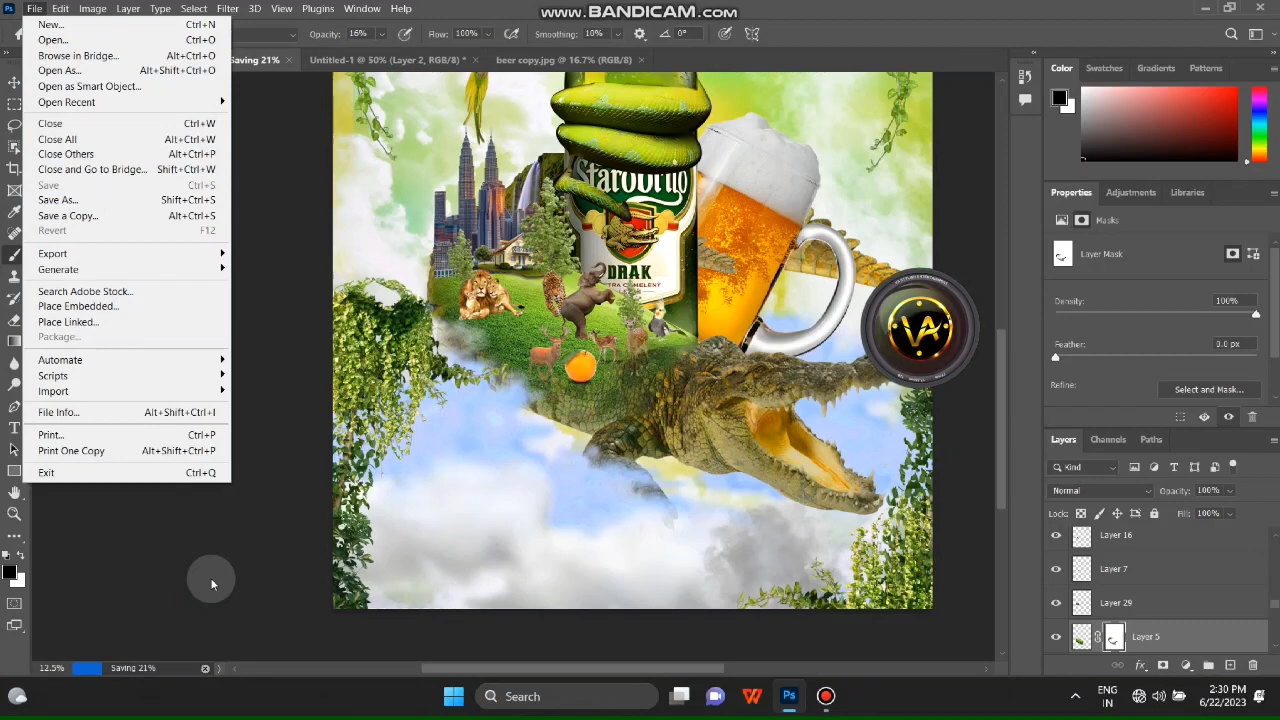 www.BANDICAM.com
File Edit Image Layer Type Select Filter 3D View Plugins Window Help
Opacity: 16% Row: 100% Smoothing: 10% 0°
Saving 21% × Untitled-1 @ 50% (Layer 2, RGB/8) * × beer copy.jpg @ 16.7% (RGB/8) ×
New... Ctrl+N
Open... Ctrl+O
Browse in Bridge... Alt+Ctrl+O
Open As... Alt+Shift+Ctrl+O
Open as Smart Object...
Open Recent
Close Ctrl+W
Close All Alt+Ctrl+W
Close Others Alt+Ctrl+P
Close and Go to Bridge... Shift+Ctrl+W
Save Ctrl+S
Save As... Shift+Ctrl+S
Save a Copy... Alt+Ctrl+S
Revert F12
Export
Generate
Search Adobe Stock...
Place Embedded...
Place Linked...
Package...
Automate
Scripts
Import
File Info... Alt+Shift+Ctrl+I
Print... Ctrl+P
Print One Copy Alt+Shift+Ctrl+P
Exit Ctrl+Q
DRAK
VA
Color Swatches Gradients Patterns
Properties Adjustments Libraries
Masks
Layer Mask
Density: 100%
Feather: 0.0 px
Refine: Select and Mask...
Layers Channels Paths
Kind
Normal Opacity: 100%
Lock: Fill: 100%
Layer 16
Layer 7
Layer 29
Layer 5
12.5% Saving 21%
Search
Ps
ENG
IN
2:30 PM
6/22/2023